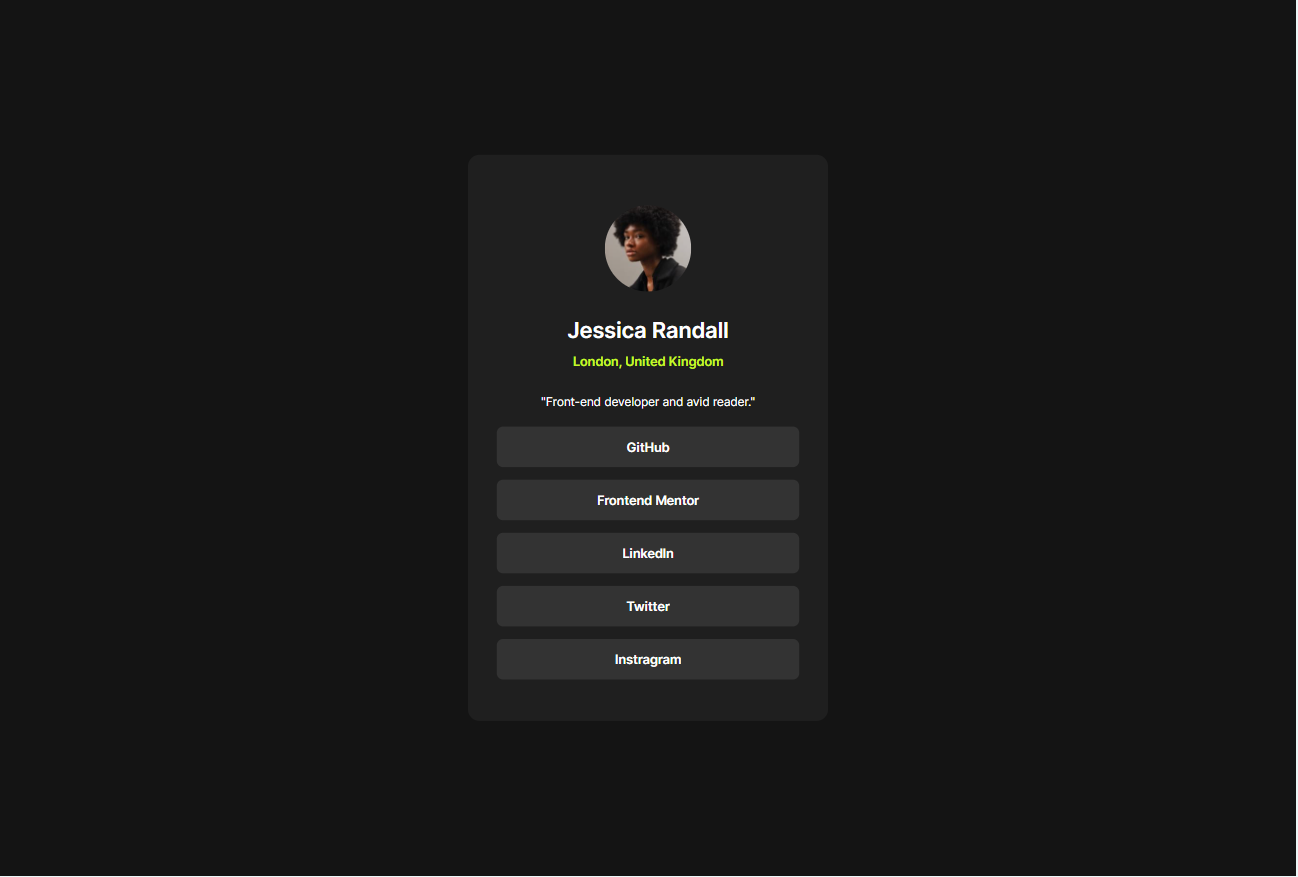 Jessica Randall
London, United Kingdom
"Front-end developer and avid reader."
GitHub
Frontend Mentor
LinkedIn
Twitter
Instragram